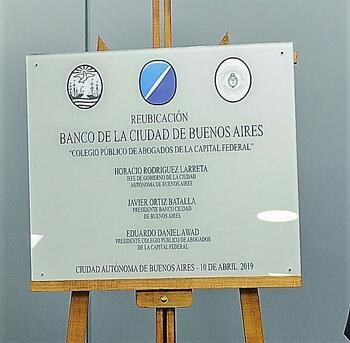 REUBICACIÓN
BANCO DE LA CIUDAD DE BUENOS AIRES
"COLEGIO PÚBLICO DE ABOGADOS DE LA CAPITAL FEDERAL"
HORACIO RODRIGUEZ LARRETA
JEFE DE GOBIERNO DE LA CIUDAD
AUTÓNOMA DE BUENOS AIRES
JAVIER ORTIZ BATALLA
PRESIDENTE BANCO CIUDAD
DE BUENOS AIRES
EDUARDO DANIEL AWAD
PRESIDENTE COLEGIO PÚBLICO DE ABOGADOS
DE LA CAPITAL FEDERAL
CIUDAD AUTÓNOMA DE BUENOS AIRES - 10 DE ABRIL 2019